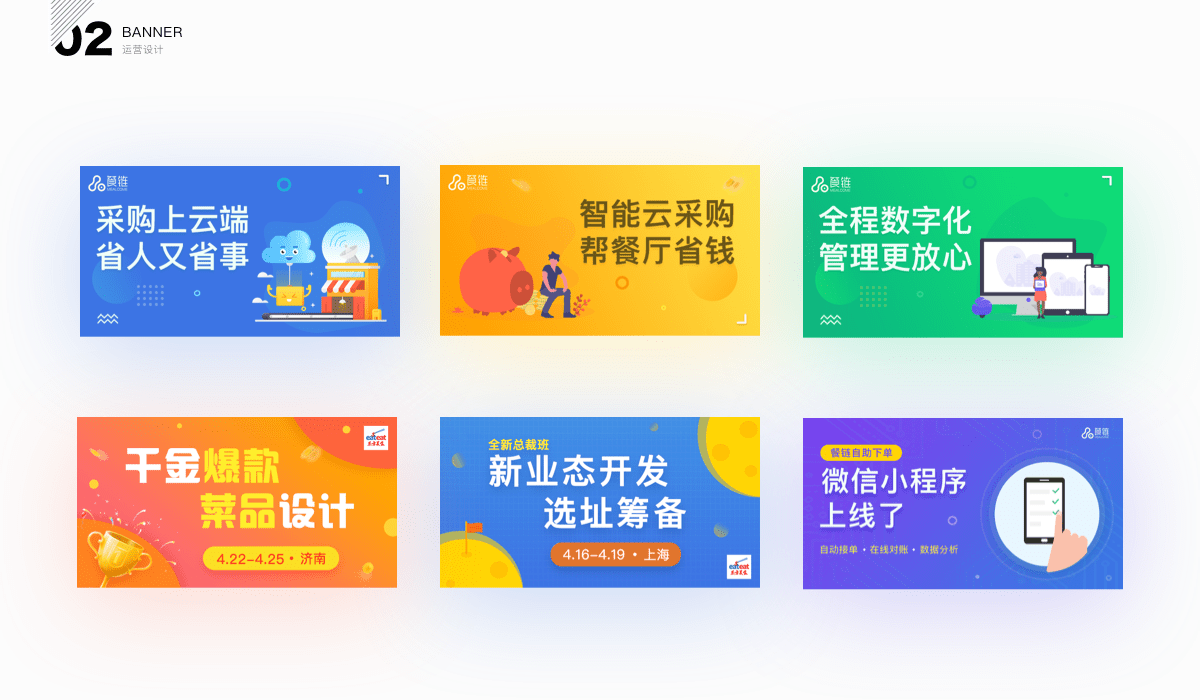 02
BANNER
运营设计
餐链
采购上云端
省人又省事
餐链
智能云采购
帮餐厅省钱
餐链
全程数字化
管理更放心
千金爆款
菜品设计
4.22–4.25 • 济南
eateat
全新总裁班
新业态开发
选址筹备
4.16–4.19 • 上海
eateat
餐链
餐链自助下单
微信小程序
上线了
自动接单 • 在线对账 • 数据分析